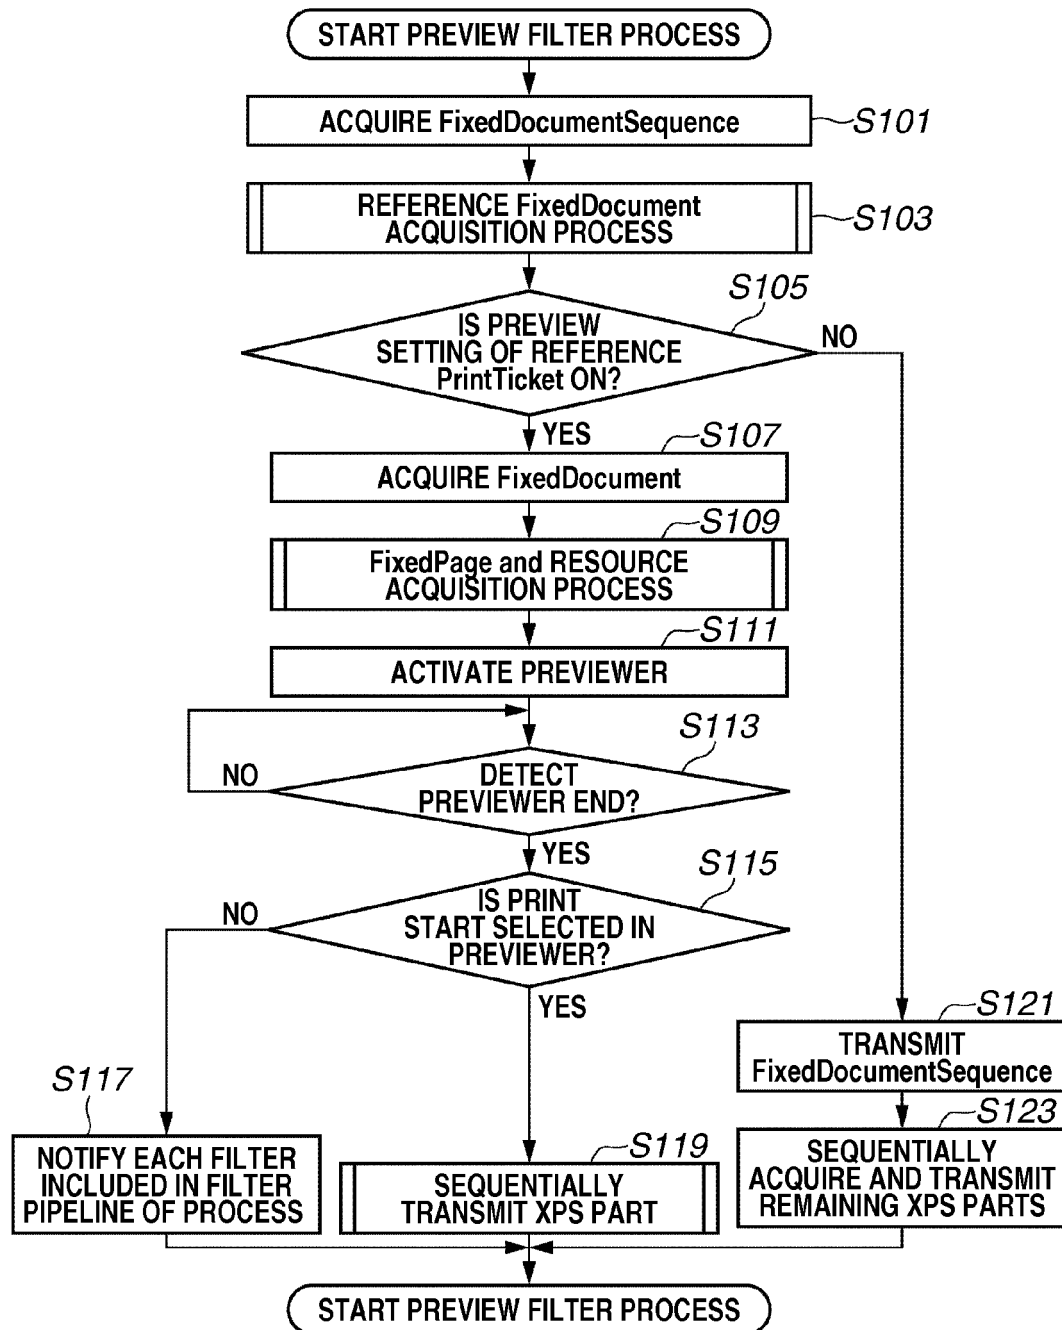 START PREVIEW FILTER PROCESS
ACQUIRE FixedDocumentSequence
S101
REFERENCE FixedDocument
ACQUISITION PROCESS
S103
S105
IS PREVIEW
SETTING OF REFERENCE
PrintTicket ON?
NO
YES
S107
ACQUIRE FixedDocument
S109
FixedPage and RESOURCE
ACQUISITION PROCESS
S111
ACTIVATE PREVIEWER
S113
DETECT
PREVIEWER END?
NO
YES
S115
IS PRINT
START SELECTED IN
PREVIEWER?
NO
YES
S121
TRANSMIT
FixedDocumentSequence
S117
NOTIFY EACH FILTER
INCLUDED IN FILTER
PIPELINE OF PROCESS
S119
SEQUENTIALLY
TRANSMIT XPS PART
S123
SEQUENTIALLY
ACQUIRE AND TRANSMIT
REMAINING XPS PARTS
START PREVIEW FILTER PROCESS